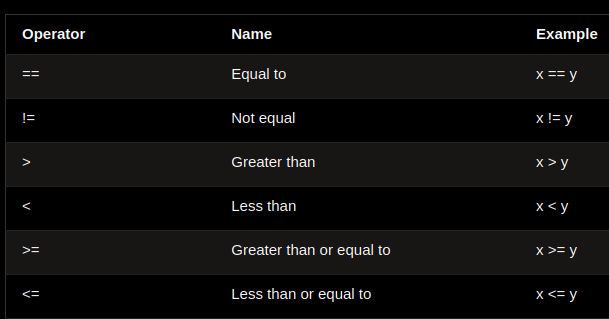 Operator Name Example
== Equal to x == y
!= Not equal x != y
> Greater than x > y
< Less than x < y
>= Greater than or equal to x >= y
<= Less than or equal to x <= y